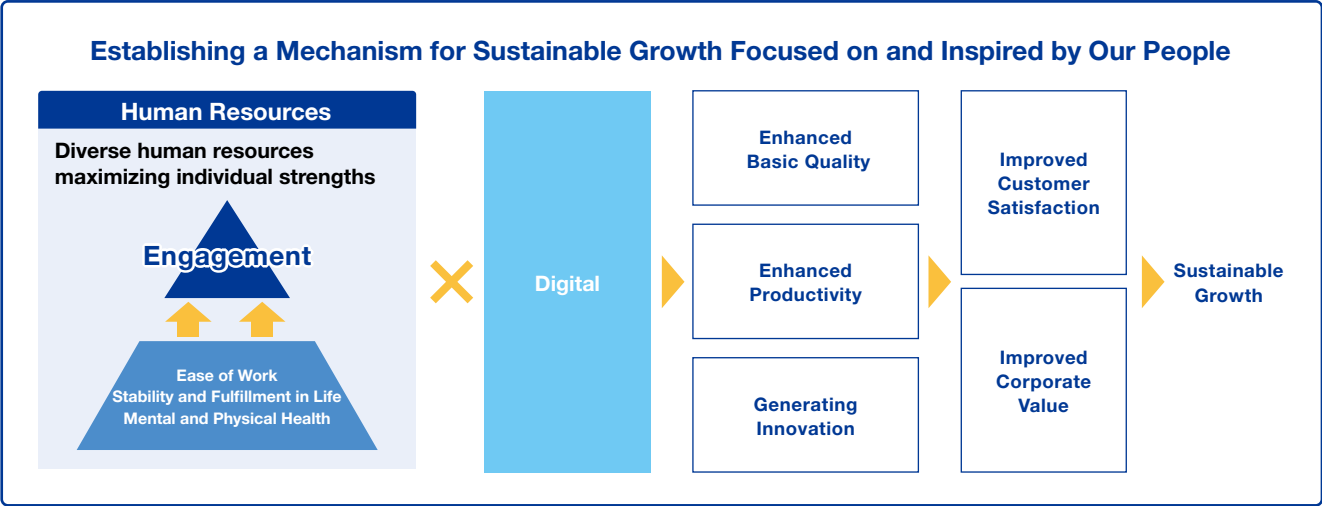 Establishing a Mechanism for Sustainable Growth Focused on and Inspired by Our People
Human Resources
Diverse human resources
maximizing individual strengths
Engagement
Ease of Work
Stability and Fulfillment in Life
Mental and Physical Health
Digital
Enhanced
Basic Quality
Enhanced
Productivity
Generating
Innovation
Improved
Customer
Satisfaction
Improved
Corporate
Value
Sustainable
Growth